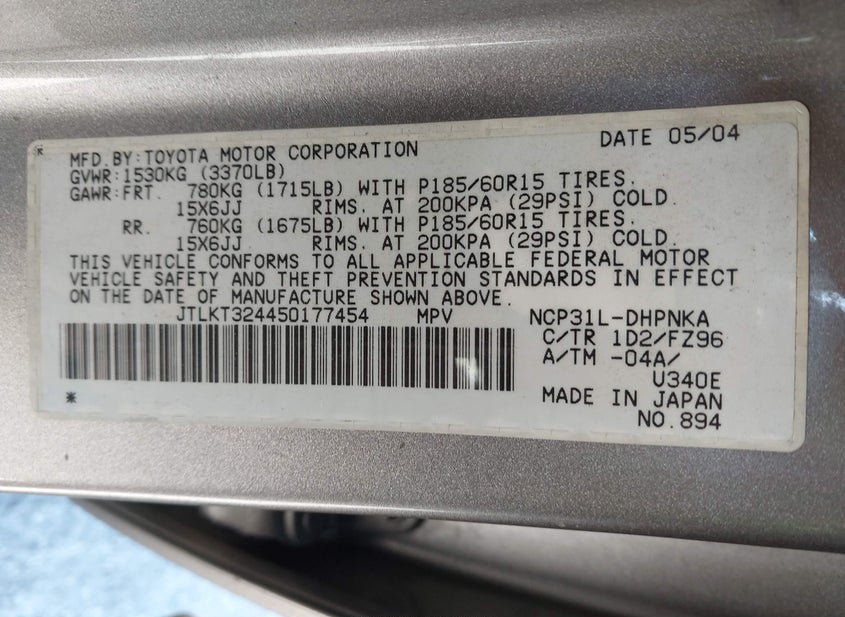 DATE 05/04
MFD.BY:TOYOTA MOTOR CORPORATION
GVWR:1530KG (3370LB)
GAWR:FRT. 780KG (1715LB) WITH P185/60R15 TIRES.
15X6JJ RIMS. AT 200KPA (29PSI) COLD.
RR. 760KG (1675LB) WITH P185/60R15 TIRES.
15X6JJ RIMS. AT 200KPA (29PSI) COLD.
THIS VEHICLE CONFORMS TO ALL APPLICABLE FEDERAL MOTOR
VEHICLE SAFETY AND THEFT PREVENTION STANDARDS IN EFFECT
ON THE DATE OF MANUFACTURE SHOWN ABOVE.
JTLKT324450177454 MPV NCP31L-DHPNKA
C/TR 1D2/FZ96
A/TM -04A/
U340E
* MADE IN JAPAN
NO.894